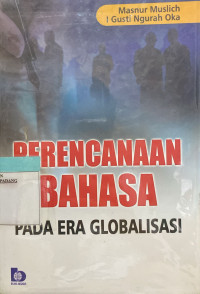 Masnur Muslich
I Gusti Ngurah Oka
PERENCANAAN
BAHASA
PADA ERA GLOBALISASI